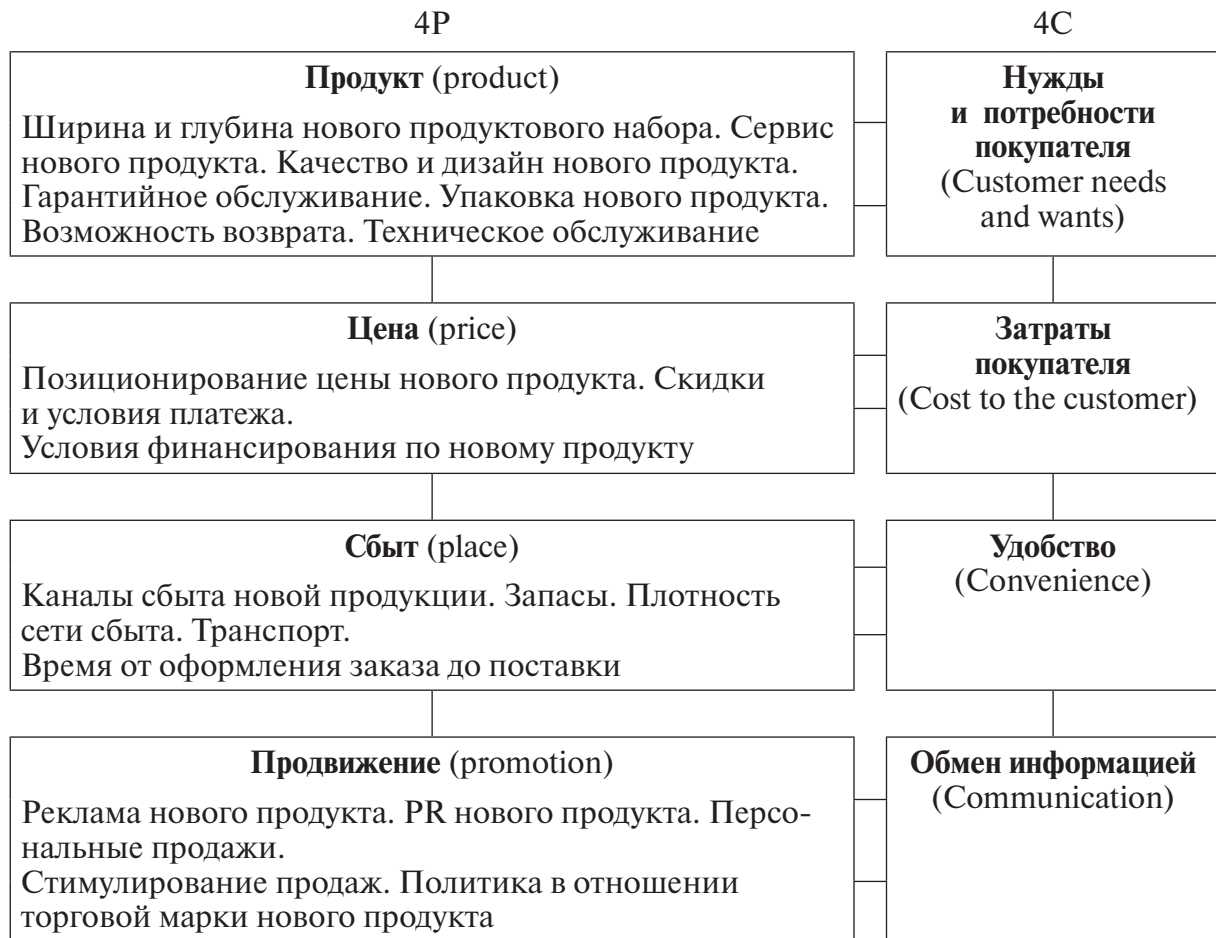 4P
4C
Продукт (product)
Ширина и глубина нового продуктового набора. Сервис
нового продукта. Качество и дизайн нового продукта.
Гарантийное обслуживание. Упаковка нового продукта.
Возможность возврата. Техническое обслуживание
Нужды
и потребности
покупателя
(Customer needs
and wants)
Цена (price)
Позиционирование цены нового продукта. Скидки
и условия платежа.
Условия финансирования по новому продукту
Затраты
покупателя
(Cost to the customer)
Сбыт (place)
Каналы сбыта новой продукции. Запасы. Плотность
сети сбыта. Транспорт.
Время от оформления заказа до поставки
Удобство
(Convenience)
Продвижение (promotion)
Реклама нового продукта. PR нового продукта. Персо-
нальные продажи.
Стимулирование продаж. Политика в отношении
торговой марки нового продукта
Обмен информацией
(Communication)